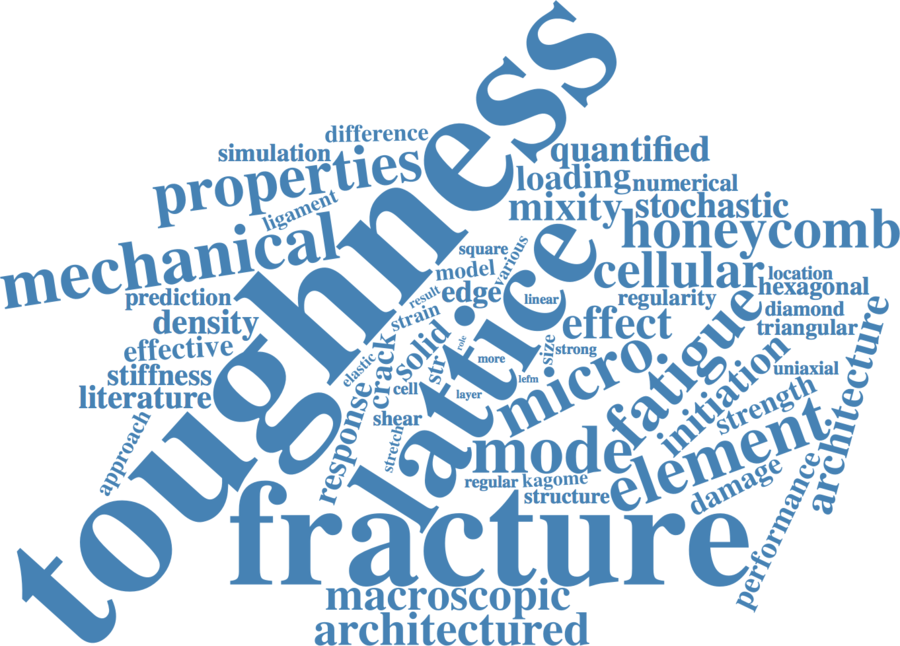 toughness
difference
simulation
quantified
properties
loading
numerical
ligament
mixity
stochastic
mechanical
honeycomb
square
various
model
cellular
location
prediction
result
edge
linear
regularity
hexagonal
density
strain
lattice
effect
diamond
triangular
effective
solid
role
size
strong
fatigue
stiffness
elastic
crack
str
more
micro
initiation
uniaxial
architecture
literature
cell
layer
lefm
strength
approach
response
shear
stretch
mode
element
regular
kagome
structure
damage
performance
fracture
macroscopic
architectured